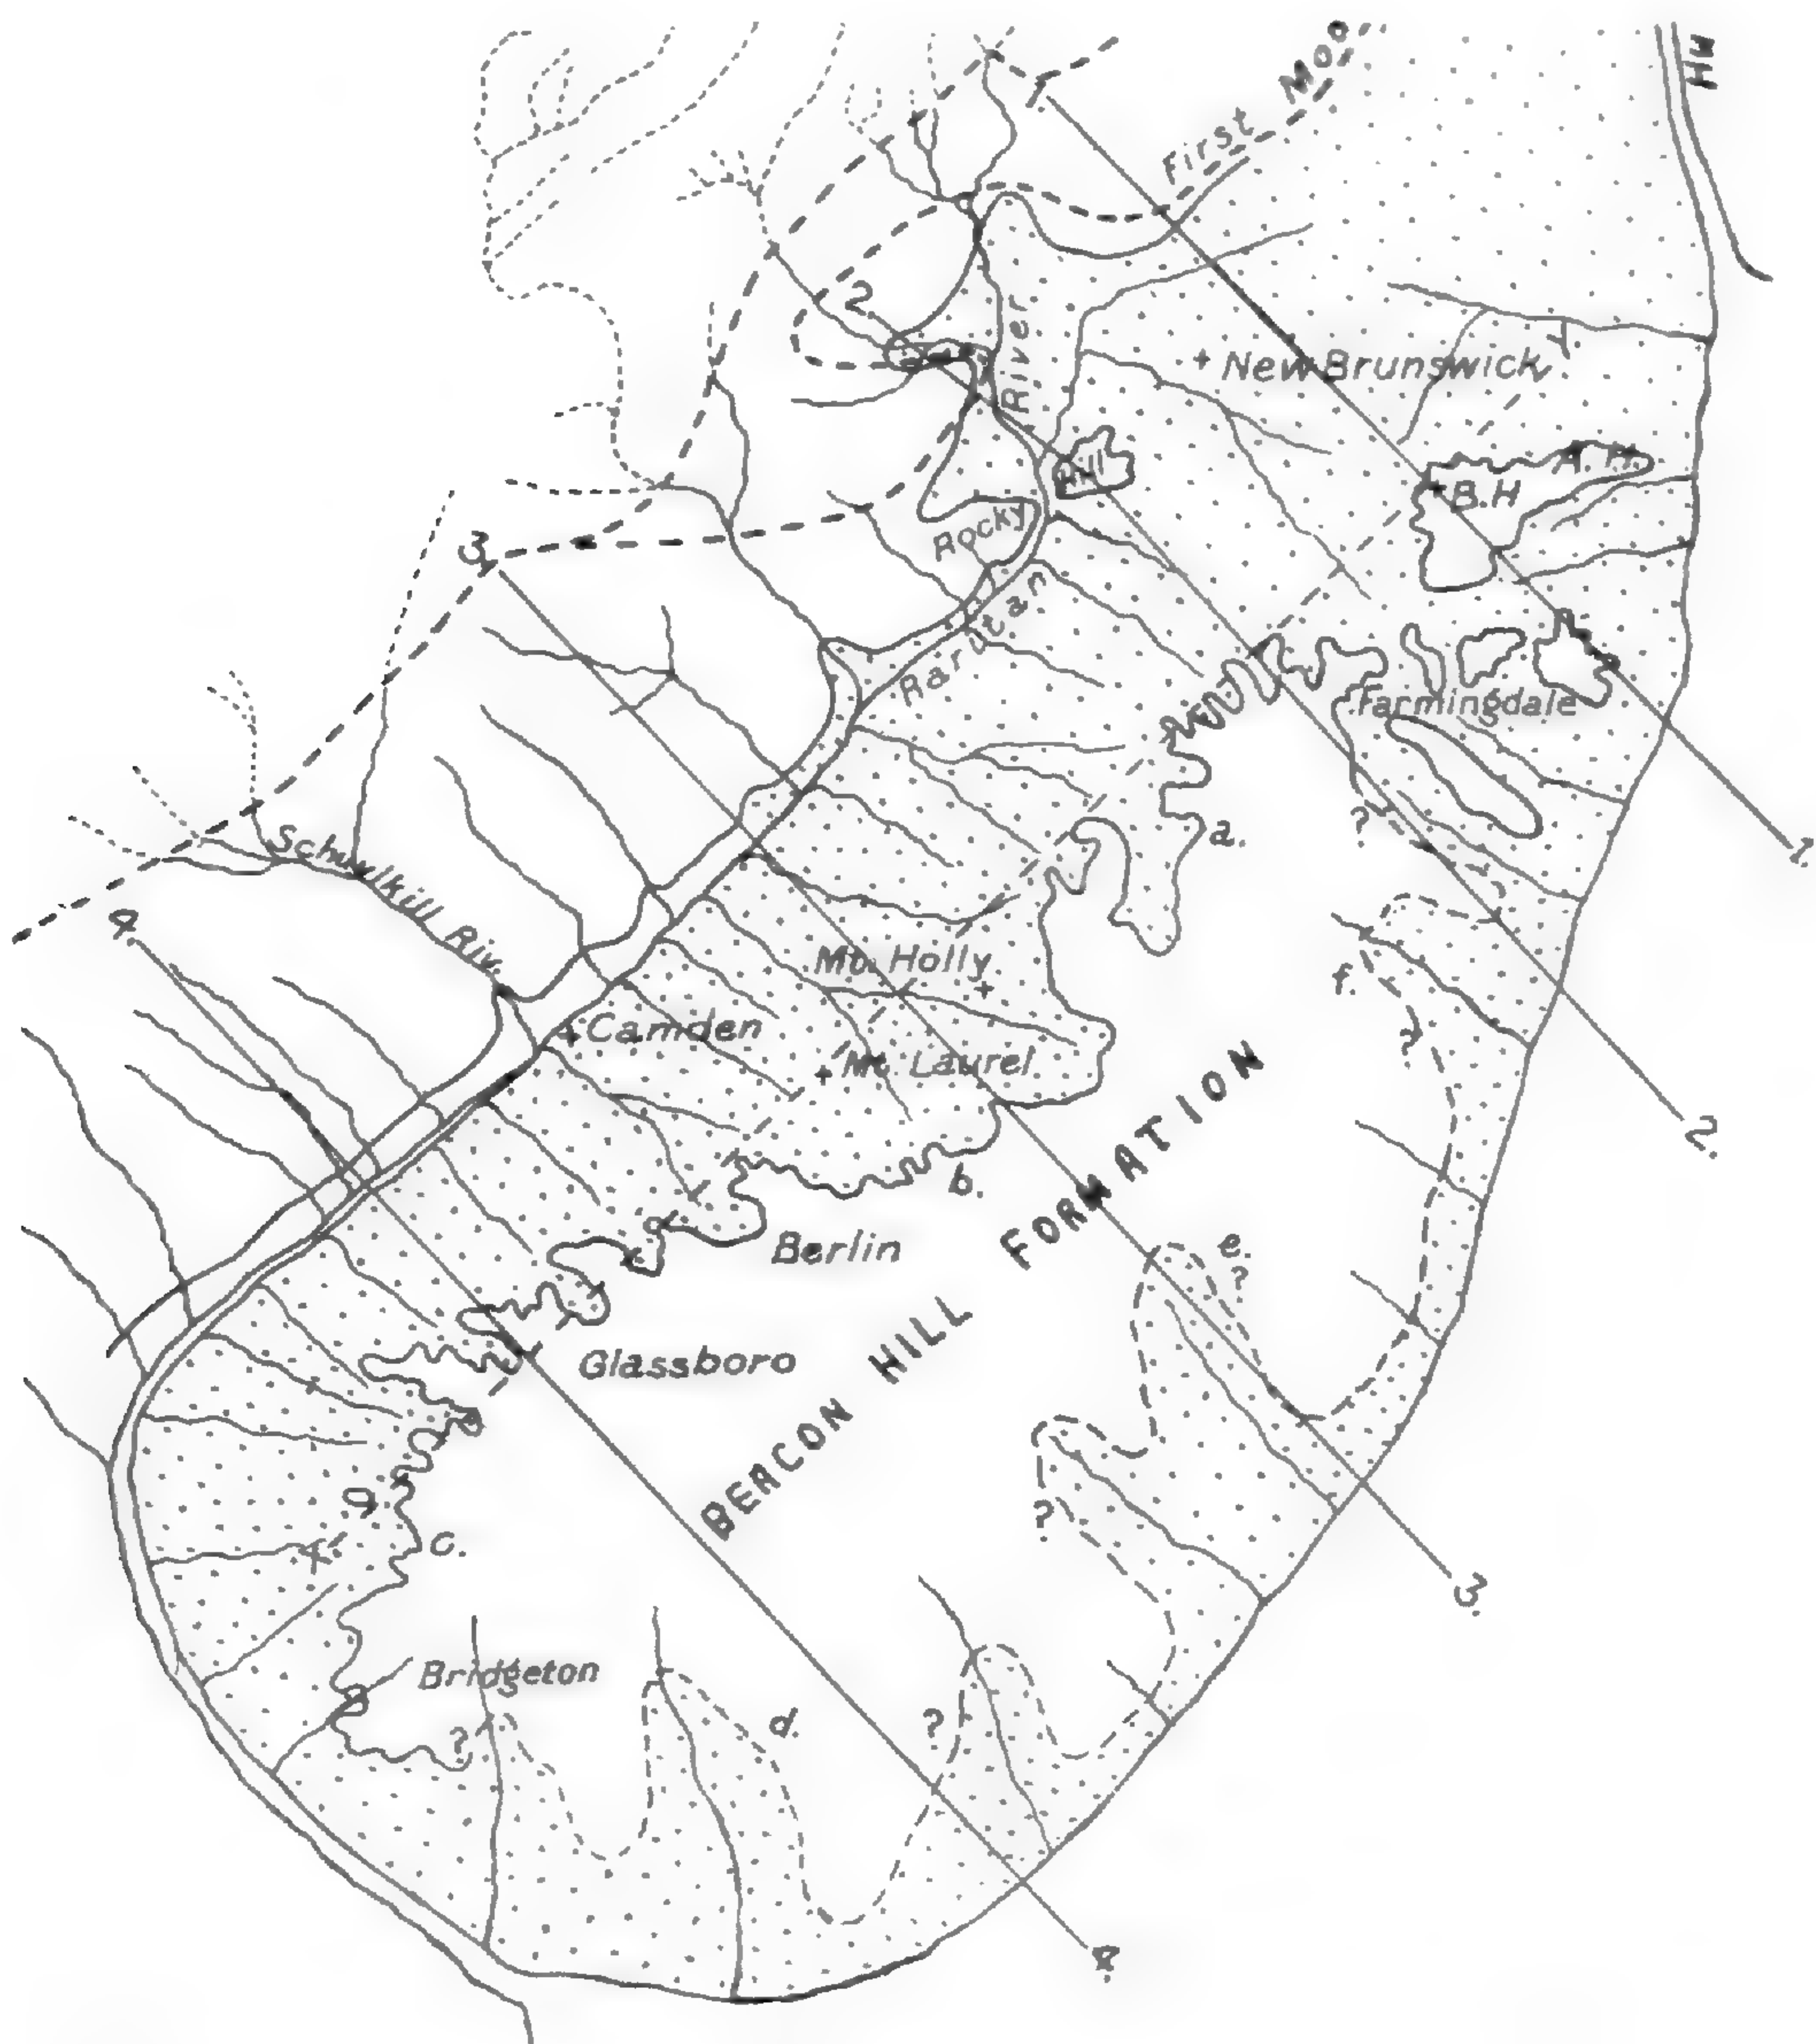 1.
First Moo
HW
2
River
+ New Brunswick
A.H.
B.H
Hill
Rocky
3.
Raritan
Farmingdale
a.
?
1.
Schuylkill Riv.
4.
Mt. Holly
f.
+ Camden
?
+ Mt. Laurel
2.
b.
Berlin
e.
?
Glassboro
BEACON HILL FORMATION
g
c.
?
3.
Bridgeton
?
d.
?
4.